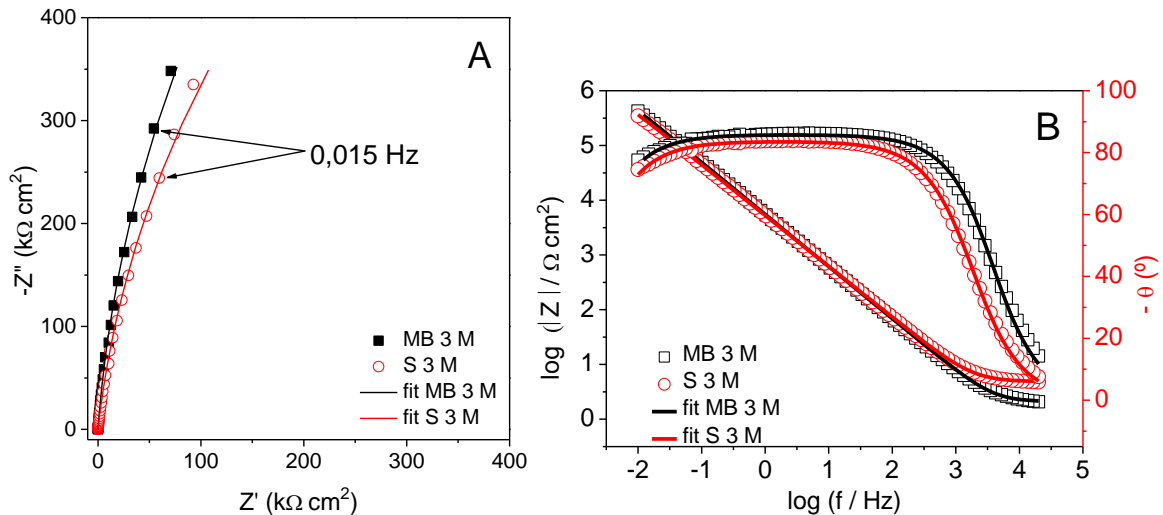 A
400
300
200
100
0
-Z'' (kΩ cm²)
0,015 Hz
MB 3 M
S 3 M
fit MB 3 M
fit S 3 M
0 100 200 300 400
Z' (kΩ cm²)
B
6
5
4
3
2
1
0
log (|Z|/ Ω cm²)
100
80
60
40
20
0
- θ (º)
MB 3 M
S 3 M
fit MB 3 M
fit S 3 M
-2 -1 0 1 2 3 4 5
log (f / Hz)